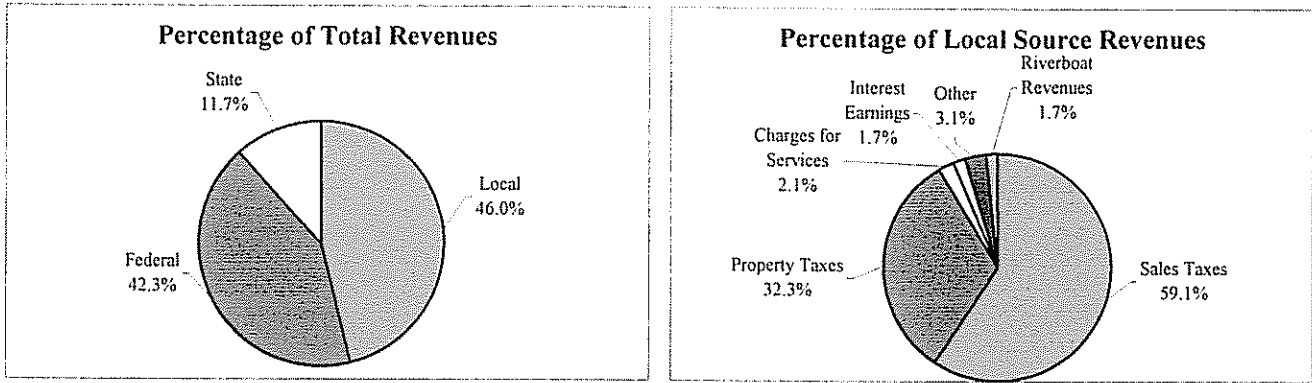 Percentage of Total Revenues
State
11.7%
Local
46.0%
Federal
42.3%
Percentage of Local Source Revenues
Riverboat
Revenues
1.7%
Other
3.1%
Interest
Earnings
1.7%
Charges for
Services
2.1%
Property Taxes
32.3%
Sales Taxes
59.1%